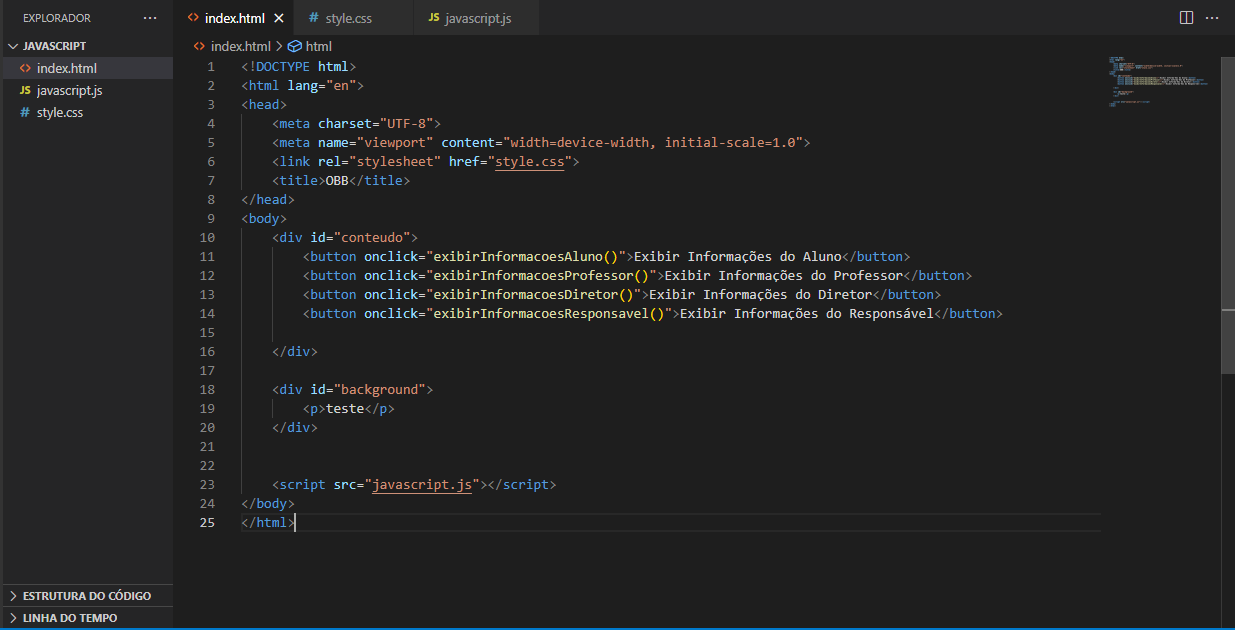 EXPLORADOR ···
JAVASCRIPT
<> index.html
JS javascript.js
# style.css
ESTRUTURA DO CÓDIGO
LINHA DO TEMPO
<> index.html × # style.css JS javascript.js ···
<> index.html > html
1 <!DOCTYPE html>
2 <html lang="en">
3 <head>
4     <meta charset="UTF-8">
5     <meta name="viewport" content="width=device-width, initial-scale=1.0">
6     <link rel="stylesheet" href="style.css">
7     <title>OBB</title>
8 </head>
9 <body>
10     <div id="conteudo">
11         <button onclick="exibirInformacoesAluno()">Exibir Informações do Aluno</button>
12         <button onclick="exibirInformacoesProfessor()">Exibir Informações do Professor</button>
13         <button onclick="exibirInformacoesDiretor()">Exibir Informações do Diretor</button>
14         <button onclick="exibirInformacoesResponsavel()">Exibir Informações do Responsável</button>
15
16     </div>
17
18     <div id="background">
19         <p>teste</p>
20     </div>
21
22
23     <script src="javascript.js"></script>
24 </body>
25 </html>